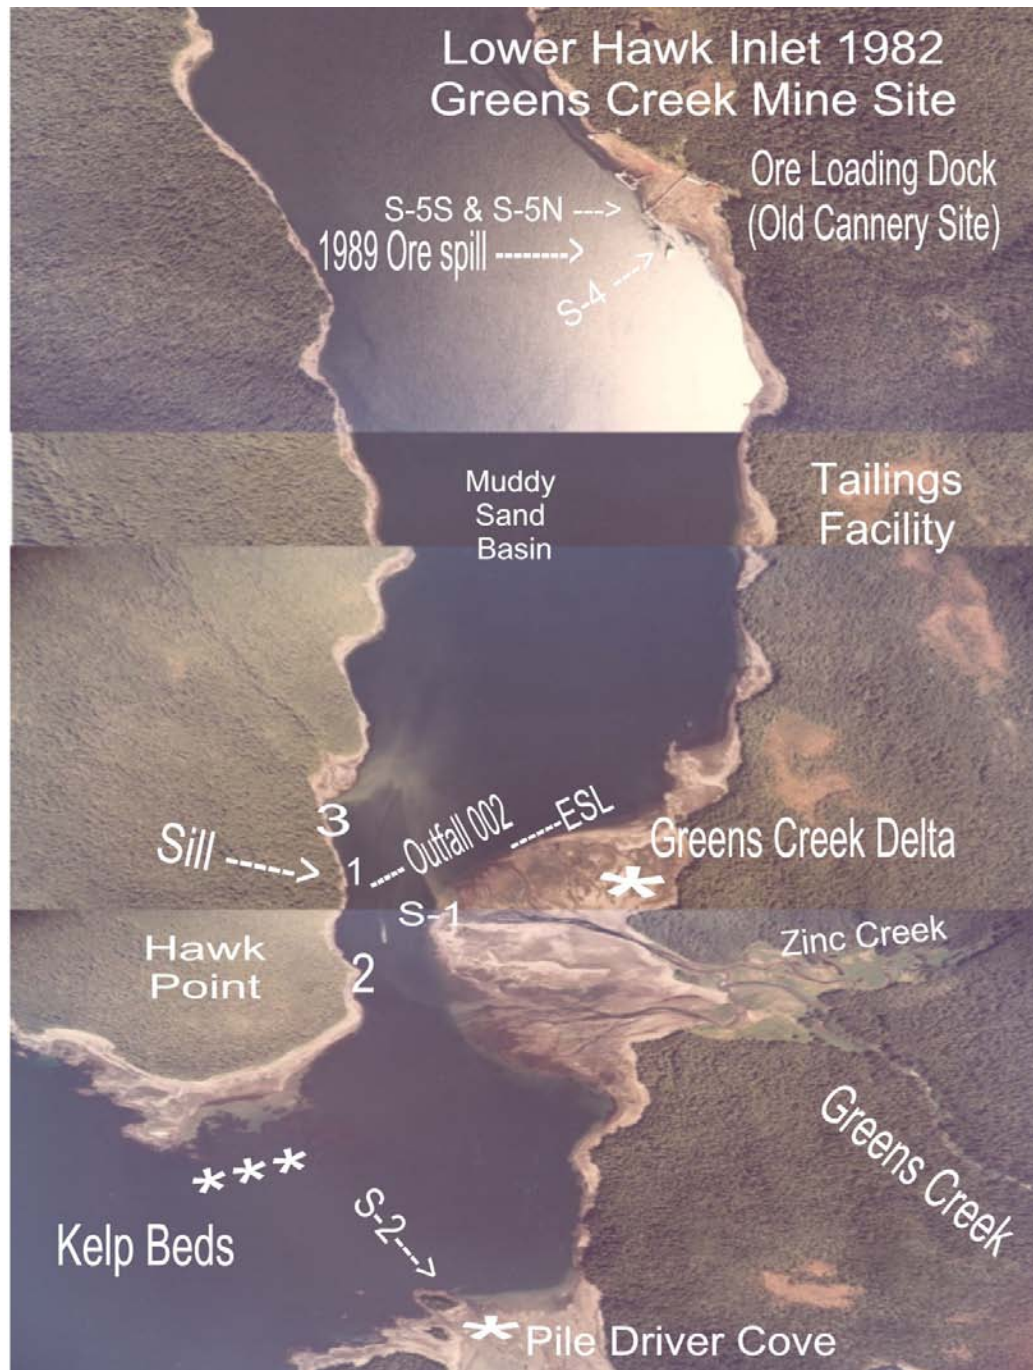 Lower Hawk Inlet 1982
Greens Creek Mine Site
Ore Loading Dock
(Old Cannery Site)
S-5S & S-5N --->
1989 Ore spill -------->
S-4 ---->
Muddy
Sand
Basin
Tailings
Facility
3
Sill ----->
1 ----- Outfall 002 ------ESL
Greens Creek Delta
*
S-1
Zinc Creek
Hawk
Point
2
Greens Creek
***
Kelp Beds
S-2--->
* Pile Driver Cove